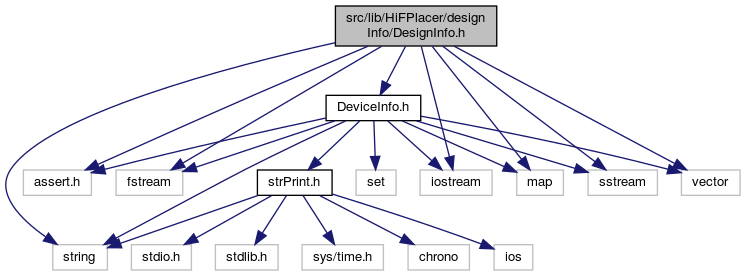 src/lib/HiFPlacer/design
Info/DesignInfo.h
DeviceInfo.h
assert.h
fstream
strPrint.h
set
iostream
map
sstream
vector
string
stdio.h
stdlib.h
sys/time.h
chrono
ios